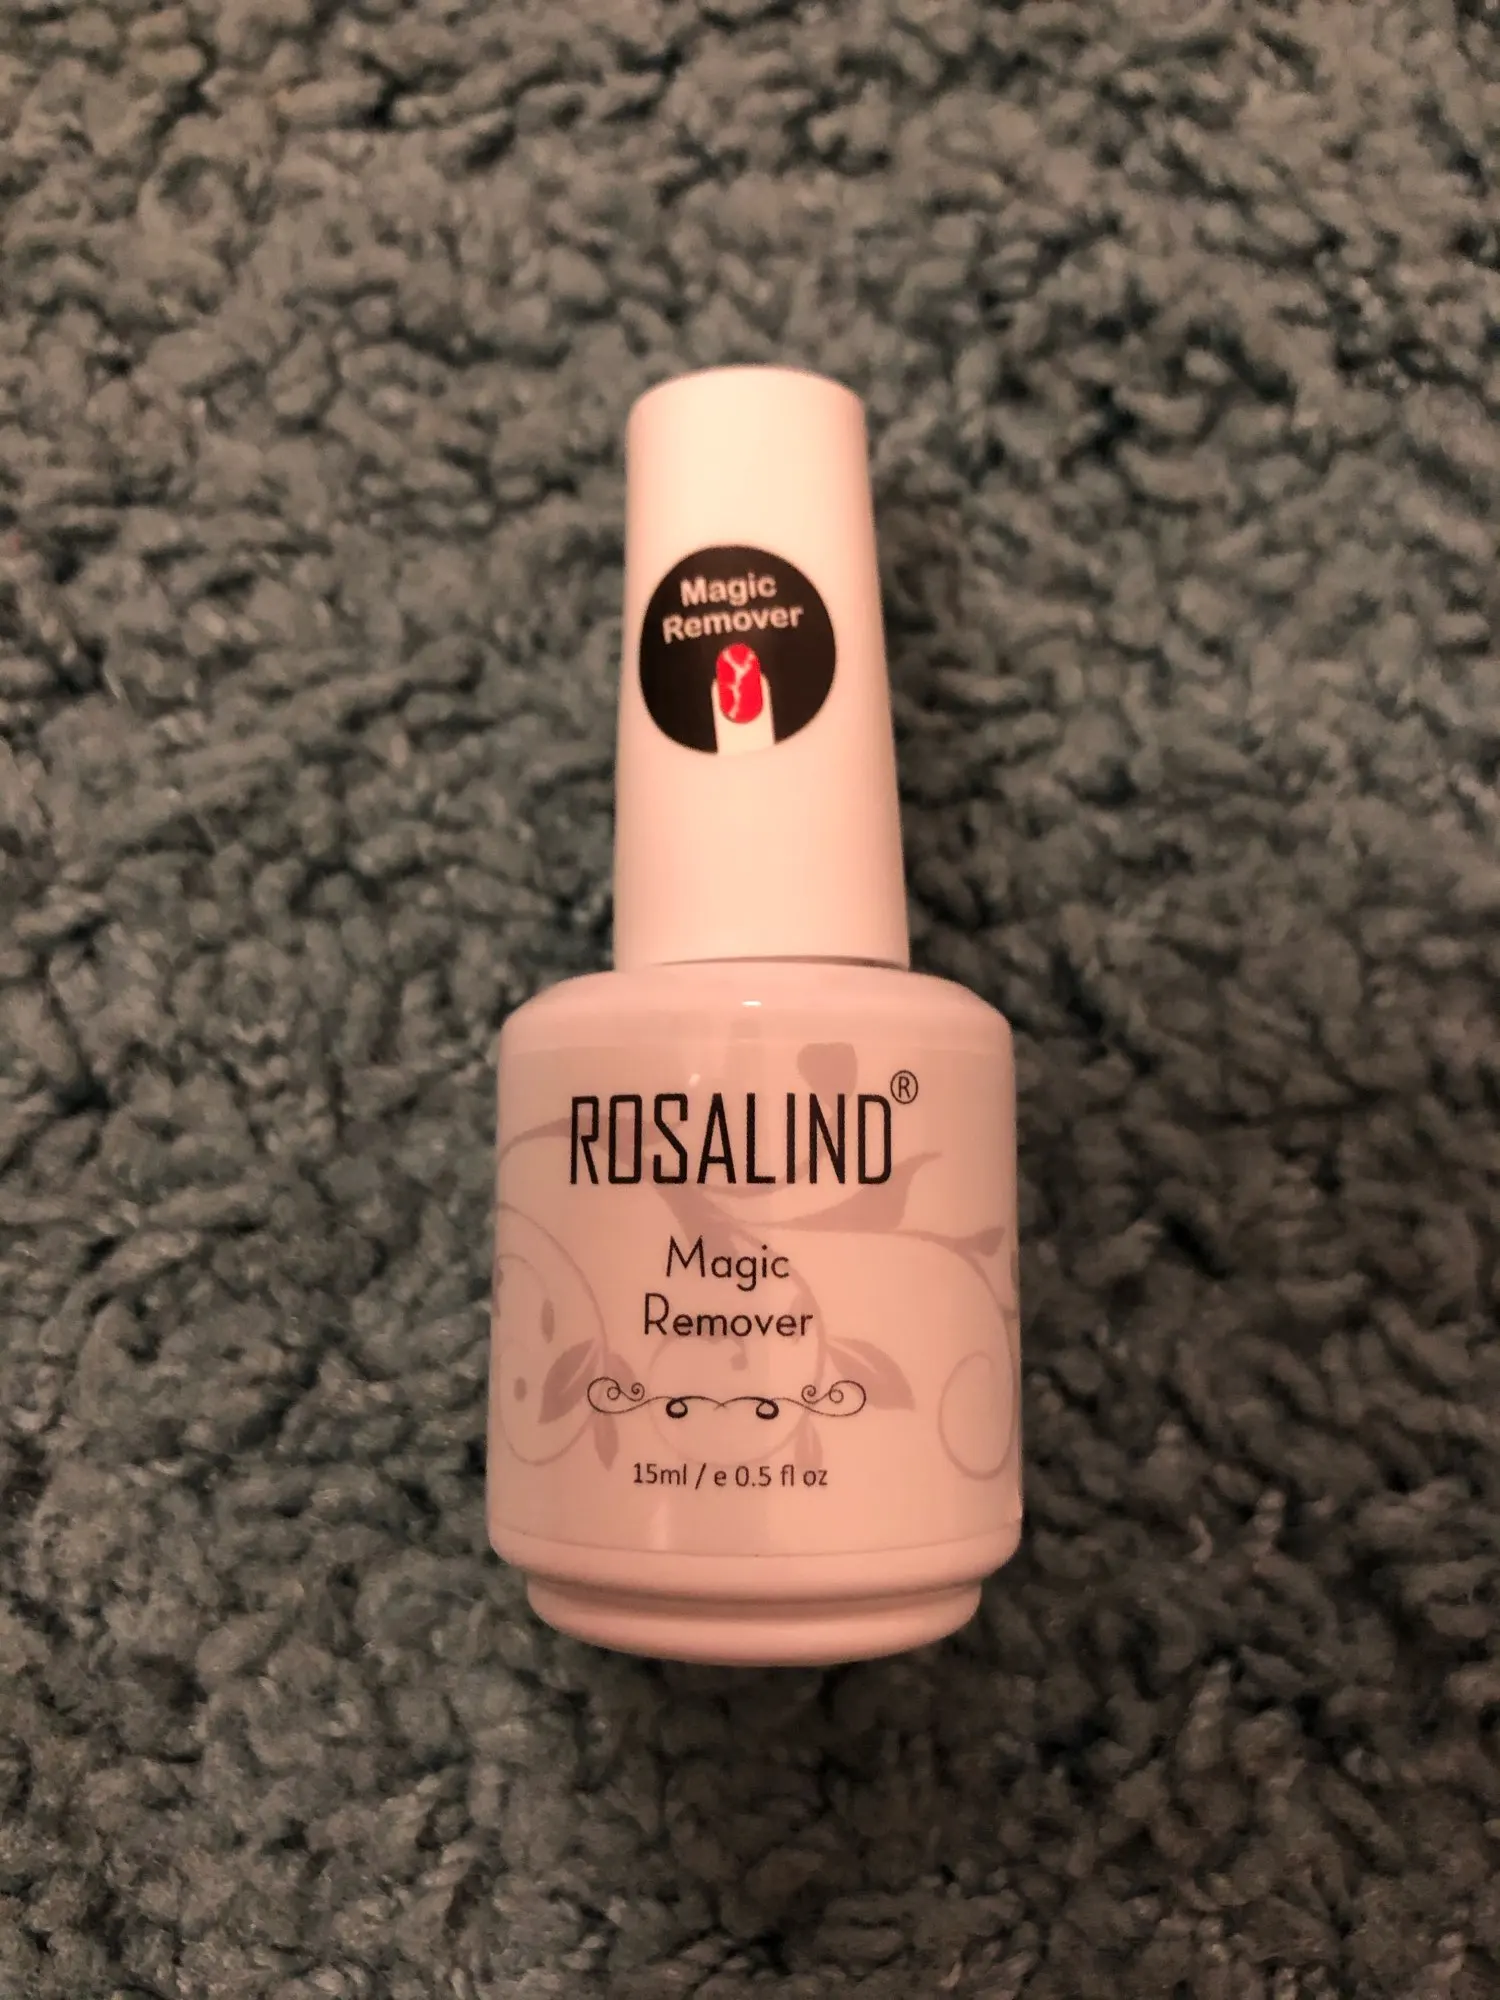 Magic
Remover
ROSALIND®
Magic
Remover
15ml / e 0.5 fl oz